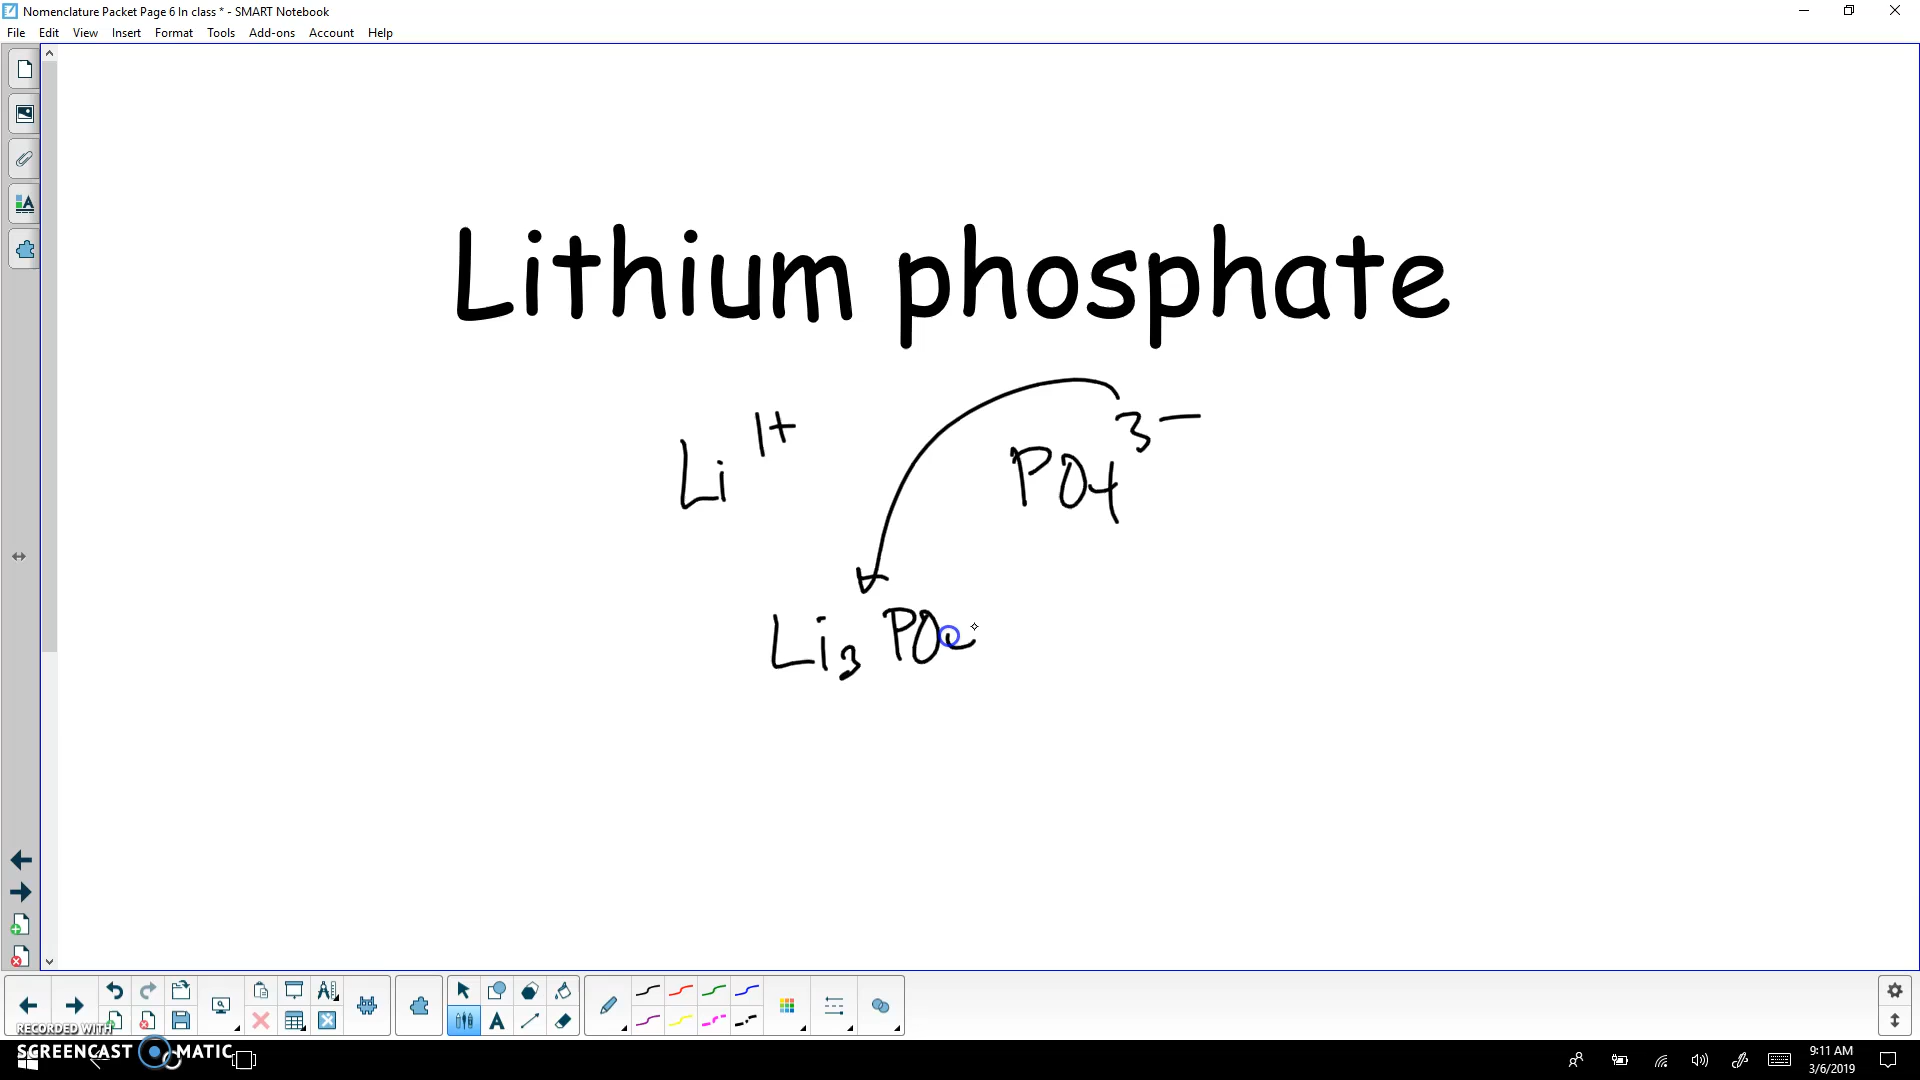 Nomenclature Packet Page 6 In class * - SMART Notebook
File Edit View Insert Format Tools Add-ons Account Help
Lithium phosphate
Li 1+ PO4 3-
Li3 PO
RECORDED WITH
SCREENCAST MATIC
9:11 AM
3/6/2019